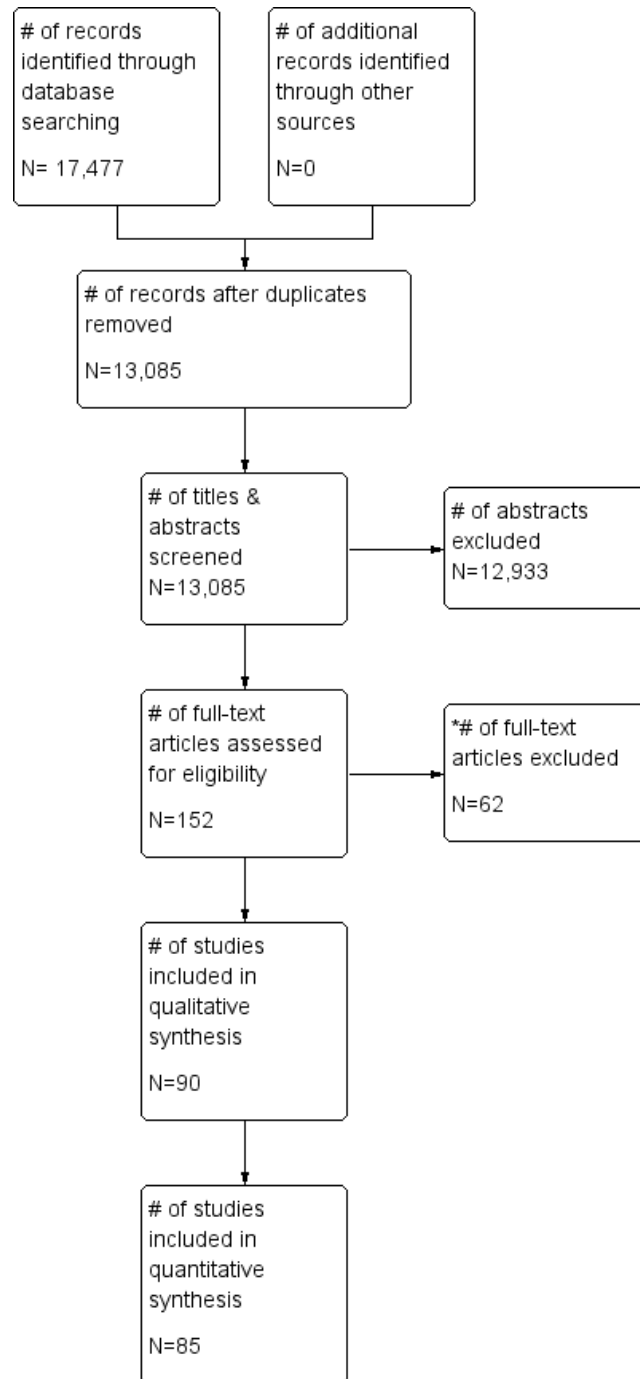 # of records
identified through
database
searching
N= 17,477
# of additional
records identified
through other
sources
N=0
# of records after duplicates
removed
N=13,085
# of titles &
abstracts
screened
N=13,085
# of abstracts
excluded
N=12,933
# of full-text
articles assessed
for eligibility
N=152
*# of full-text
articles excluded
N=62
# of studies
included in
qualitative
synthesis
N=90
# of studies
included in
quantitative
synthesis
N=85